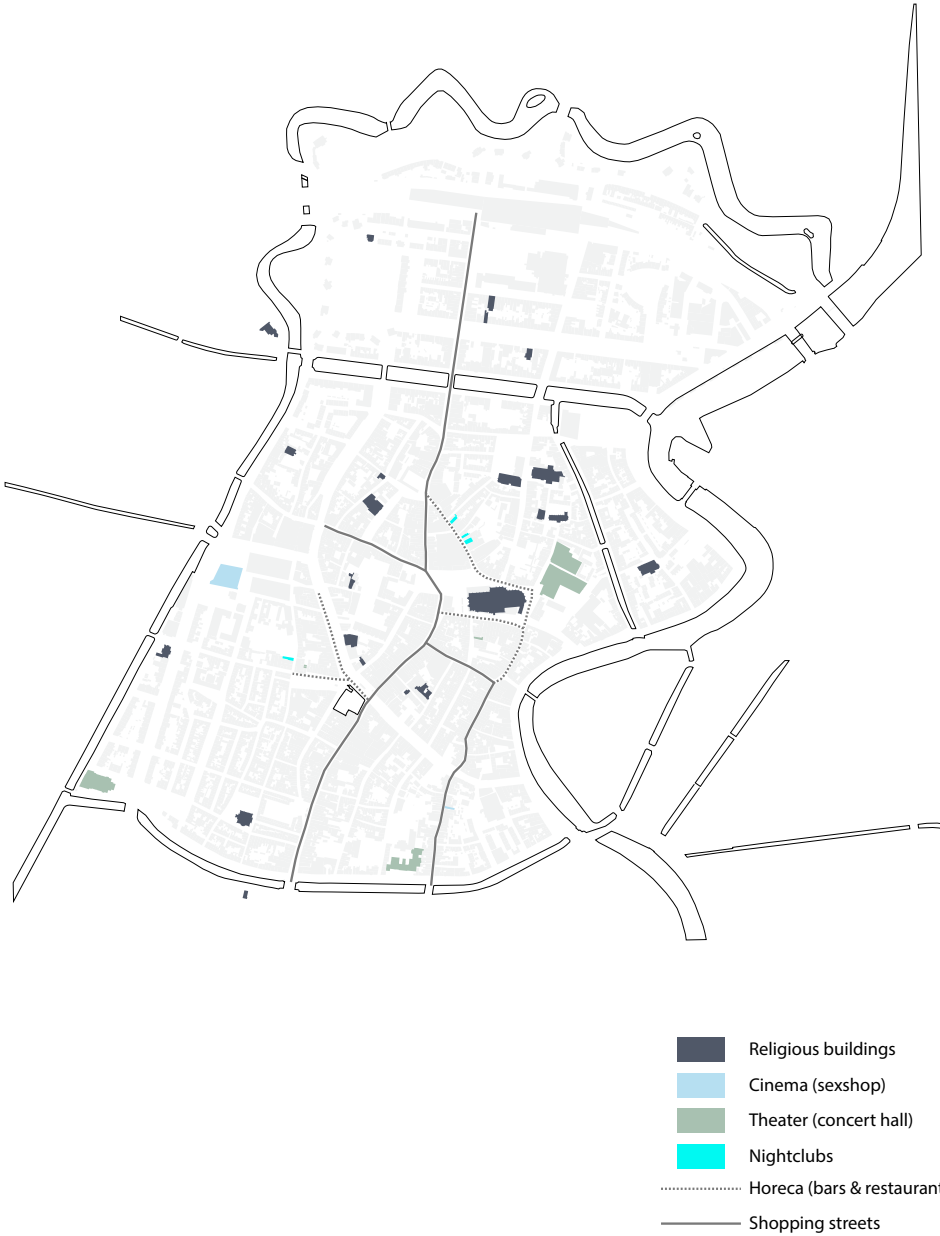 Religious buildings
Cinema (sexshop)
Theater (concert hall)
Nightclubs
Horeca (bars & restaurant
Shopping streets